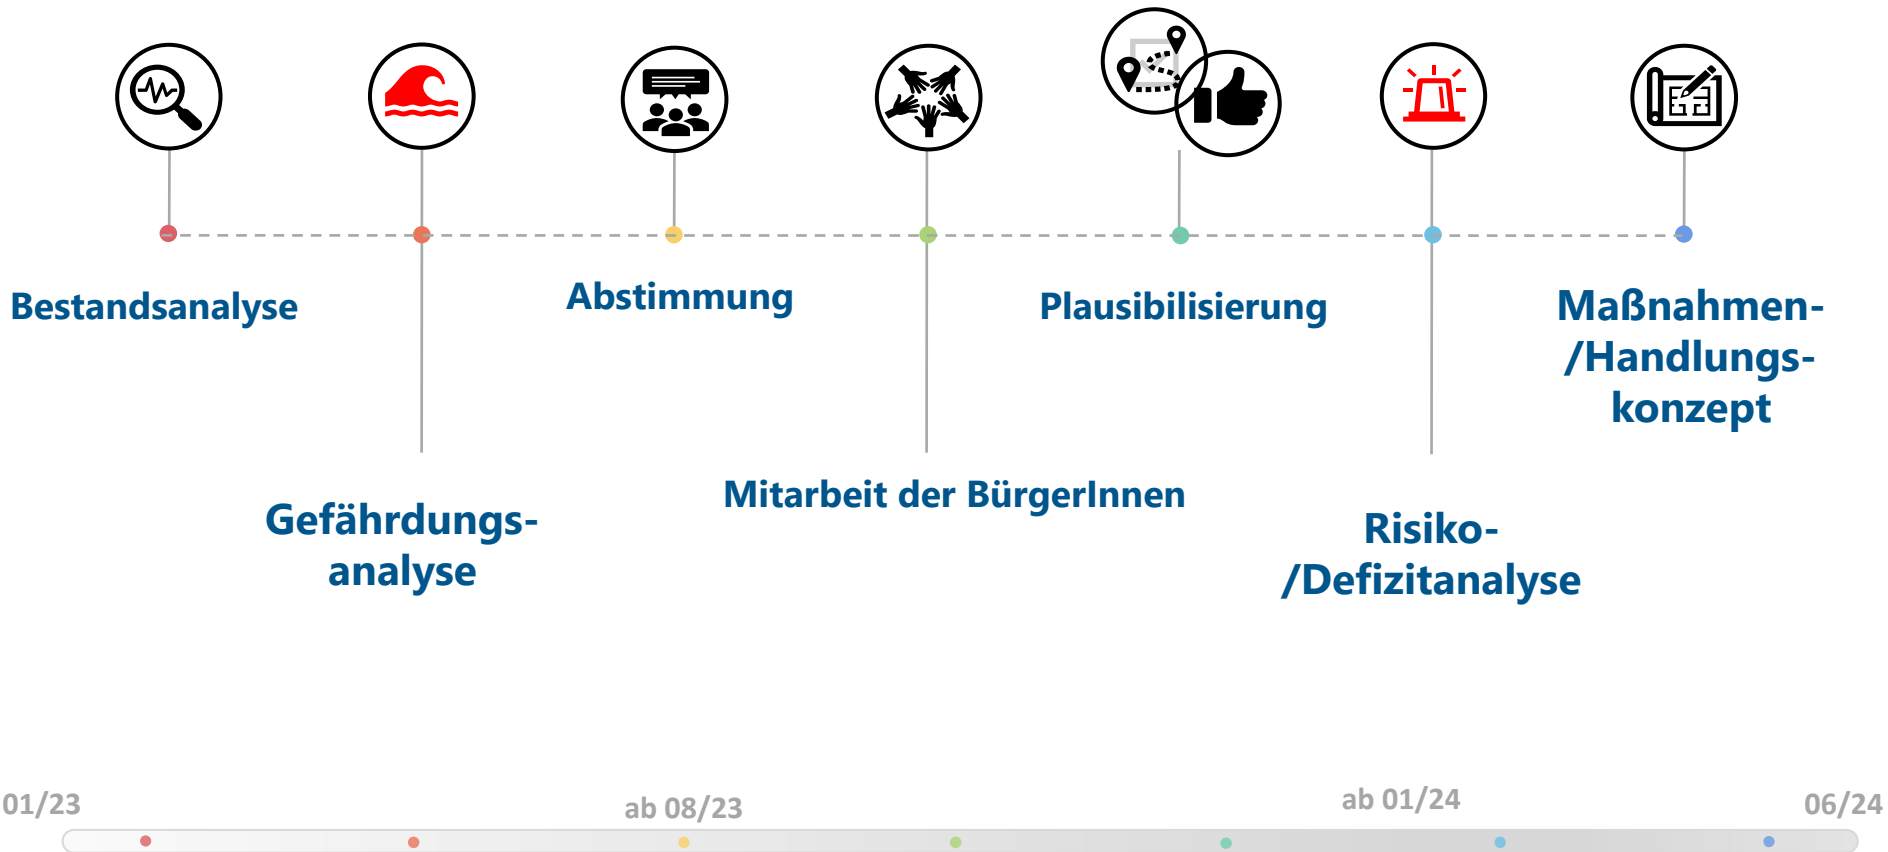 Bestandsanalyse
Gefährdungs-
analyse
Abstimmung
Mitarbeit der BürgerInnen
Plausibilisierung
Risiko-
/Defizitanalyse
Maßnahmen-
/Handlungs-
konzept
01/23
ab 08/23
ab 01/24
06/24